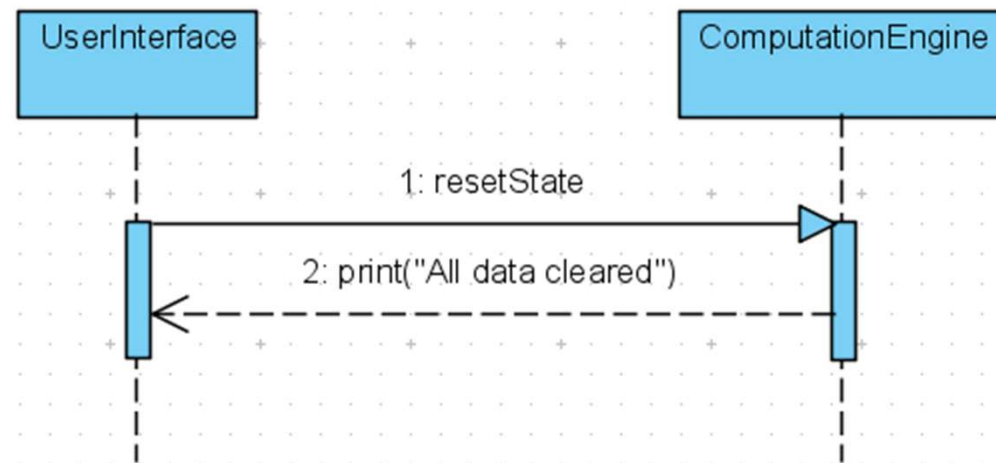 UserInterface
ComputationEngine
1: resetState
2: print("All data cleared")